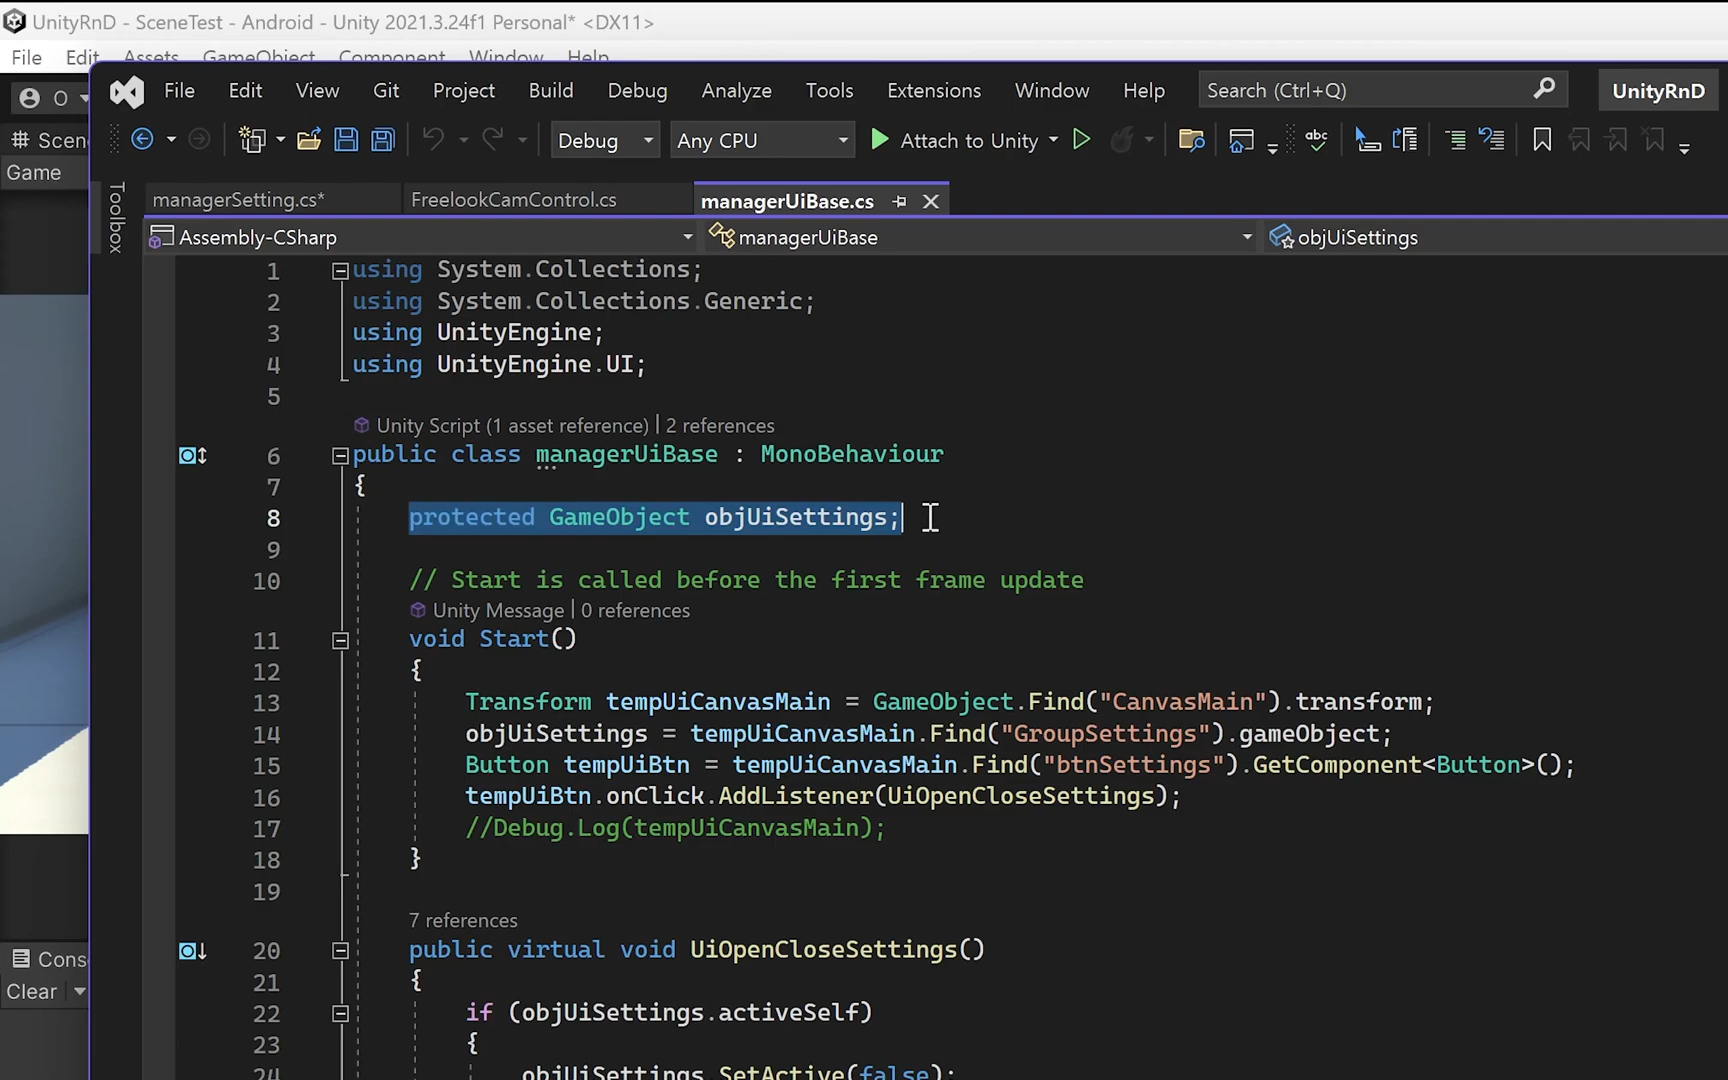 UnityRnD - SceneTest - Android - Unity 2021.3.24f1 Personal* <DX11>
File Edit Assets GameObject Component Window Help
File Edit View Git Project Build Debug Analyze Tools Extensions Window Help Search (Ctrl+Q) UnityRnD
O
Debug Any CPU Attach to Unity abc
Scen
Game
Toolbox
managerSetting.cs* FreelookCamControl.cs managerUiBase.cs
Assembly-CSharp managerUiBase objUiSettings
1 using System.Collections;
2 using System.Collections.Generic;
3 using UnityEngine;
4 using UnityEngine.UI;
5
Unity Script (1 asset reference) | 2 references
6 public class managerUiBase : MonoBehaviour
7 {
8 protected GameObject objUiSettings;
9
10 // Start is called before the first frame update
Unity Message | 0 references
11 void Start()
12 {
13 Transform tempUiCanvasMain = GameObject.Find("CanvasMain").transform;
14 objUiSettings = tempUiCanvasMain.Find("GroupSettings").gameObject;
15 Button tempUiBtn = tempUiCanvasMain.Find("btnSettings").GetComponent<Button>();
16 tempUiBtn.onClick.AddListener(UiOpenCloseSettings);
17 //Debug.Log(tempUiCanvasMain);
18 }
19
7 references
20 public virtual void UiOpenCloseSettings()
21 {
22 if (objUiSettings.activeSelf)
23 {
24 objUiSettings.SetActive(false);
Cons
Clear